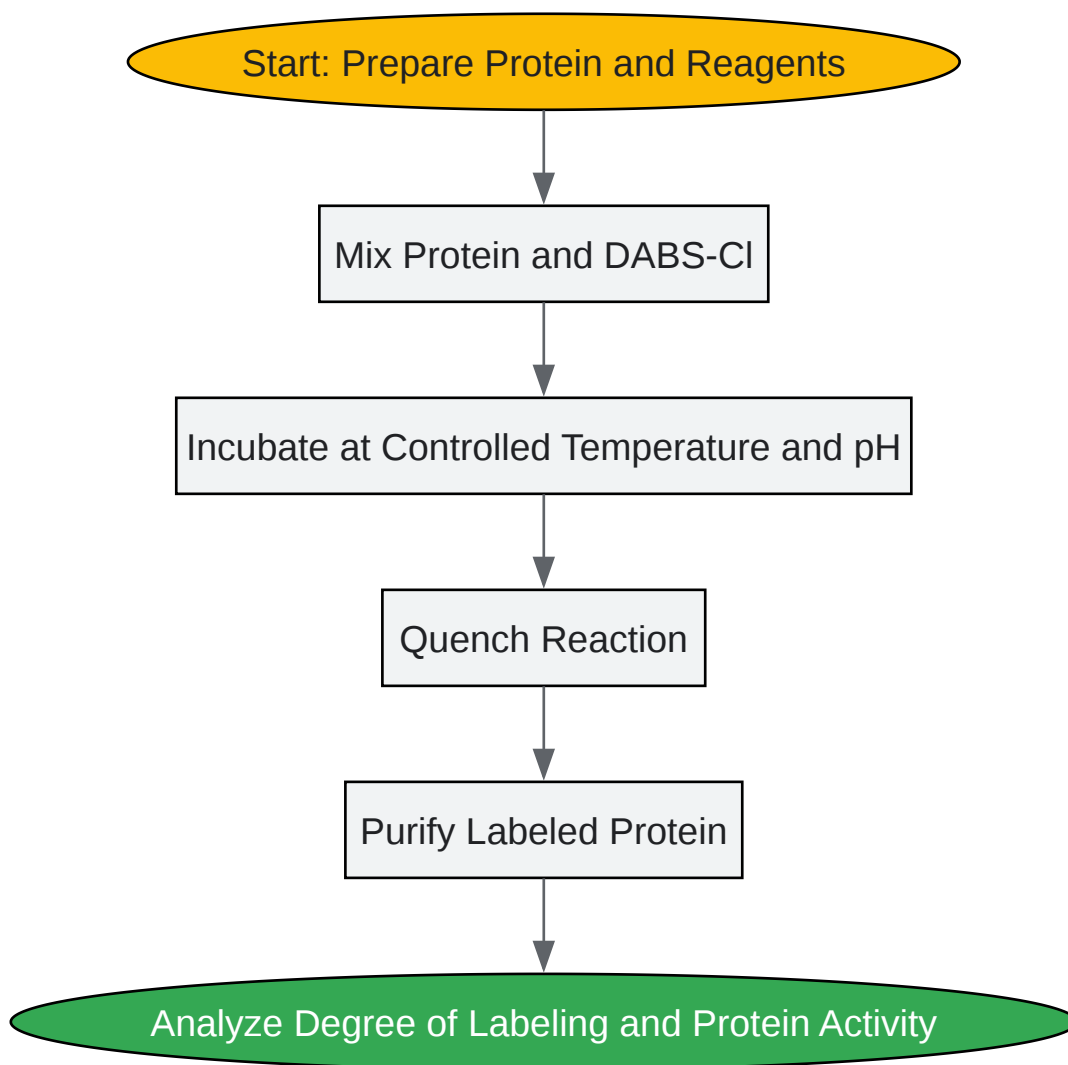 Start: Prepare Protein and Reagents
Mix Protein and DABS-Cl
Incubate at Controlled Temperature and pH
Quench Reaction
Purify Labeled Protein
Analyze Degree of Labeling and Protein Activity